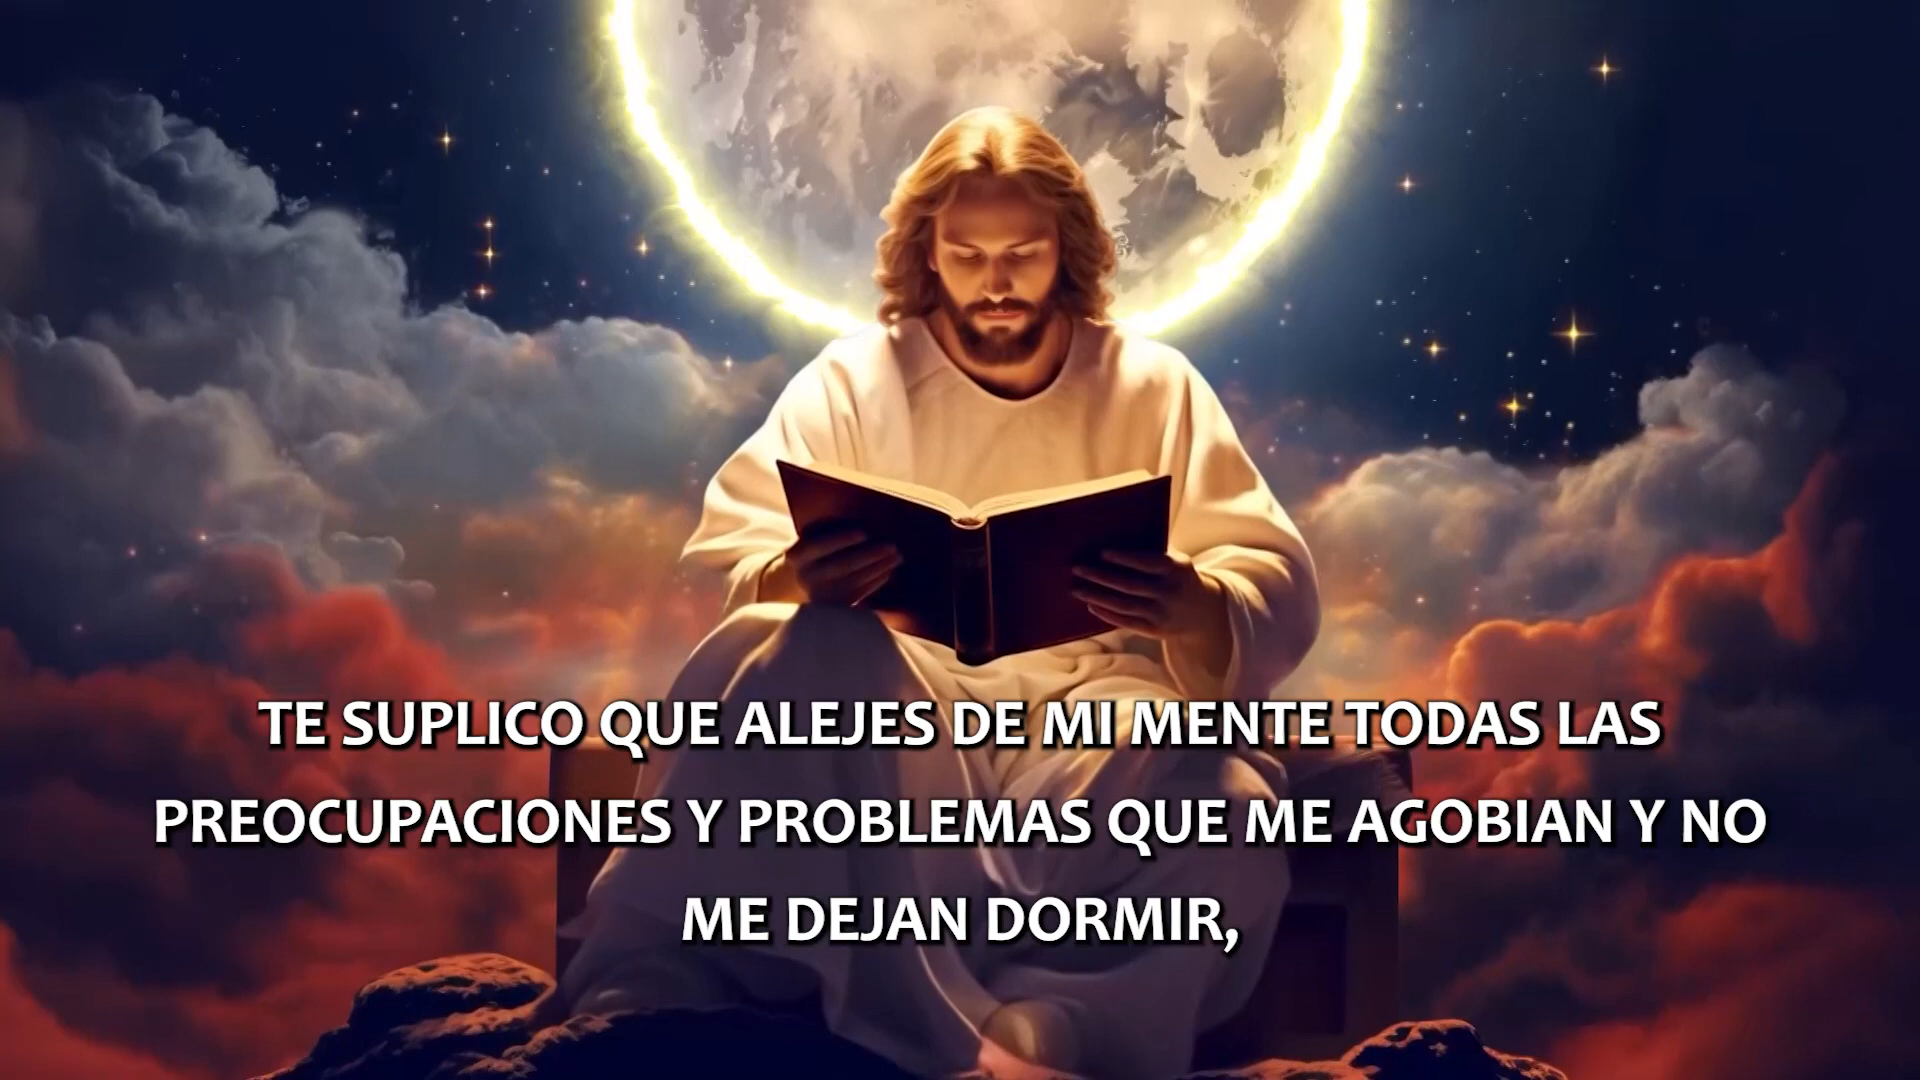 TE SUPLICO QUE ALEJES DE MI MENTE TODAS LAS
PREOCUPACIONES Y PROBLEMAS QUE ME AGOBIAN Y NO
ME DEJAN DORMIR,